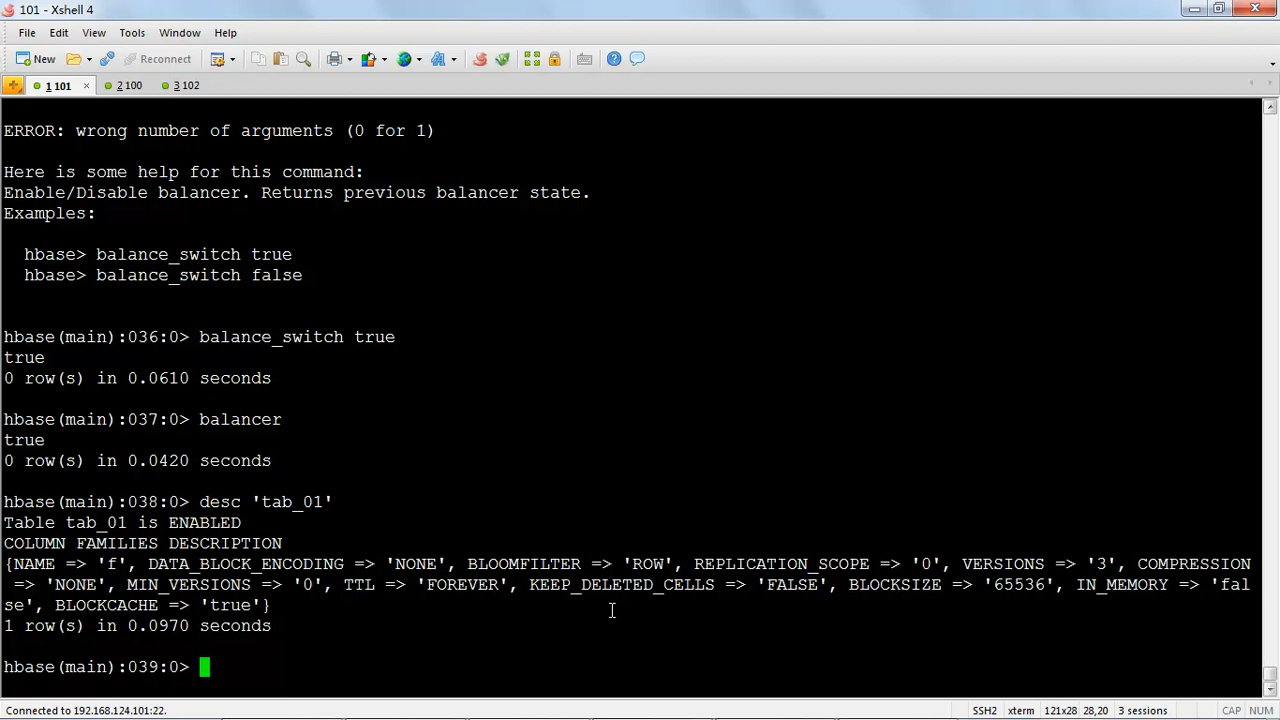 101 - Xshell 4
File Edit View Tools Window Help
New Reconnect
1 101 2 100 3 102
ERROR: wrong number of arguments (0 for 1)
Here is some help for this command:
Enable/Disable balancer. Returns previous balancer state.
Examples:
hbase> balance_switch true
hbase> balance_switch false
hbase(main):036:0> balance_switch true
true
0 row(s) in 0.0610 seconds
hbase(main):037:0> balancer
true
0 row(s) in 0.0420 seconds
hbase(main):038:0> desc 'tab_01'
Table tab_01 is ENABLED
COLUMN FAMILIES DESCRIPTION
{NAME => 'f', DATA_BLOCK_ENCODING => 'NONE', BLOOMFILTER => 'ROW', REPLICATION_SCOPE => '0', VERSIONS => '3', COMPRESSION
=> 'NONE', MIN_VERSIONS => '0', TTL => 'FOREVER', KEEP_DELETED_CELLS => 'FALSE', BLOCKSIZE => '65536', IN_MEMORY => 'fal
se', BLOCKCACHE => 'true'}
1 row(s) in 0.0970 seconds
hbase(main):039:0>
Connected to 192.168.124.101:22. SSH2 xterm 121x28 28,20 3 sessions CAP NUM